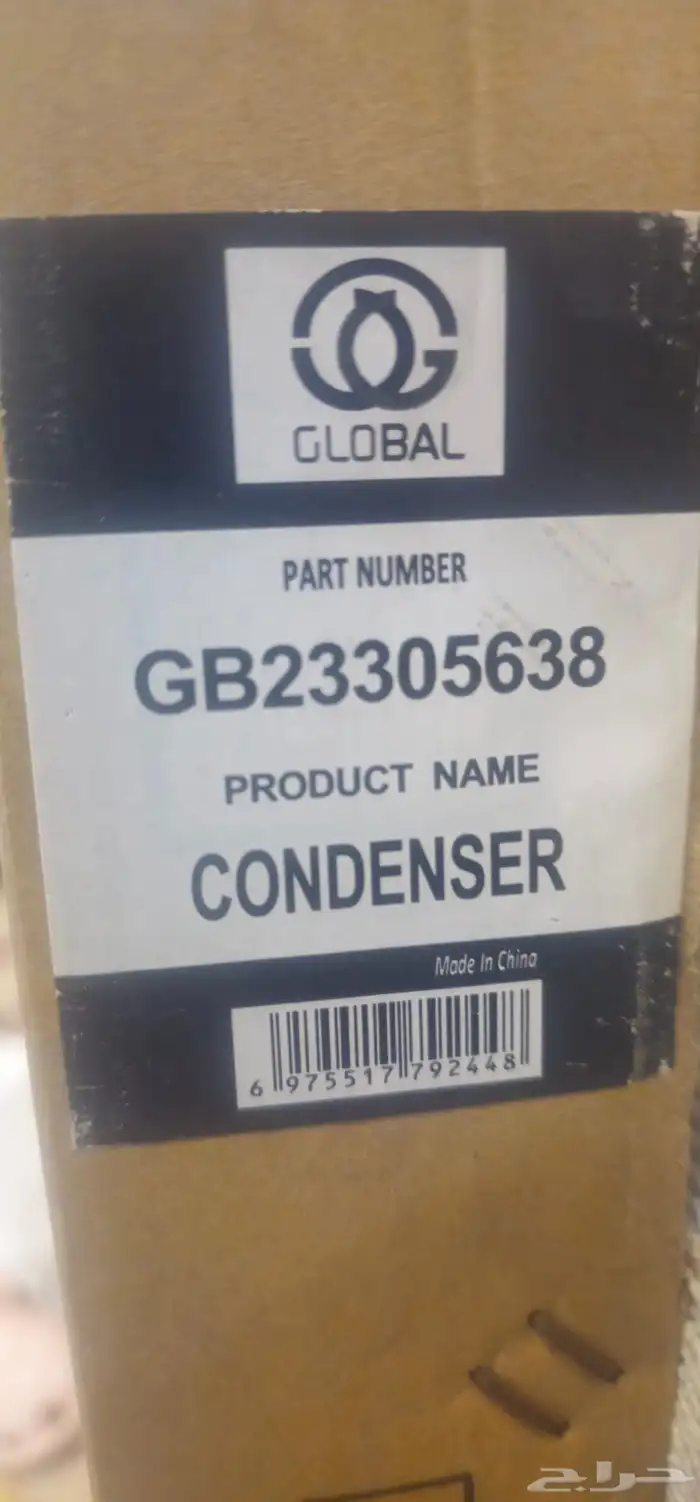 GLOBAL
PART NUMBER
GB23305638
PRODUCT NAME
CONDENSER
Made In China
6 975517 792448
حراج